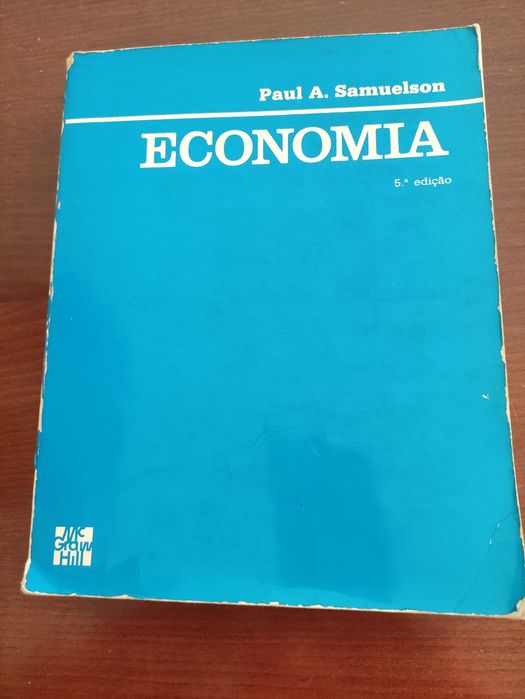 Paul A. Samuelson
ECONOMIA
5.ª edição
Mc
Graw
Hill